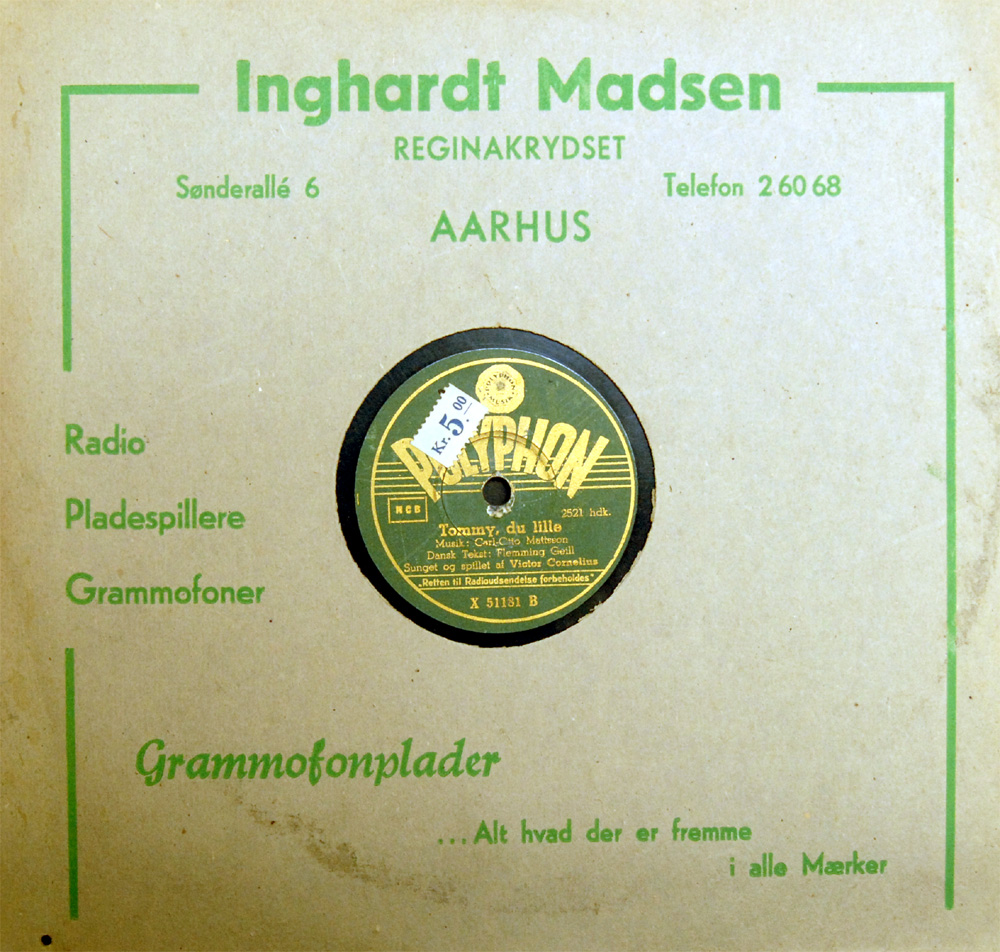 Inghardt Madsen
REGINAKRYDSET
Sønderallé 6
Telefon 2 60 68
AARHUS
Radio
Pladespillere
Grammofoner
POLYPHON
MUSIK
Kr. 5.00
POLYPHON
NCB
2521 hdk.
Tommy, du lille
Musik: Carl-Otto Mattsson
Dansk Tekst: Flemming Geill
Sunget og spillet af Victor Cornelius
„Retten til Radioudsendelse forbeholdes"
X 51181 B
Grammofonplader
...Alt hvad der er fremme
i alle Mærker